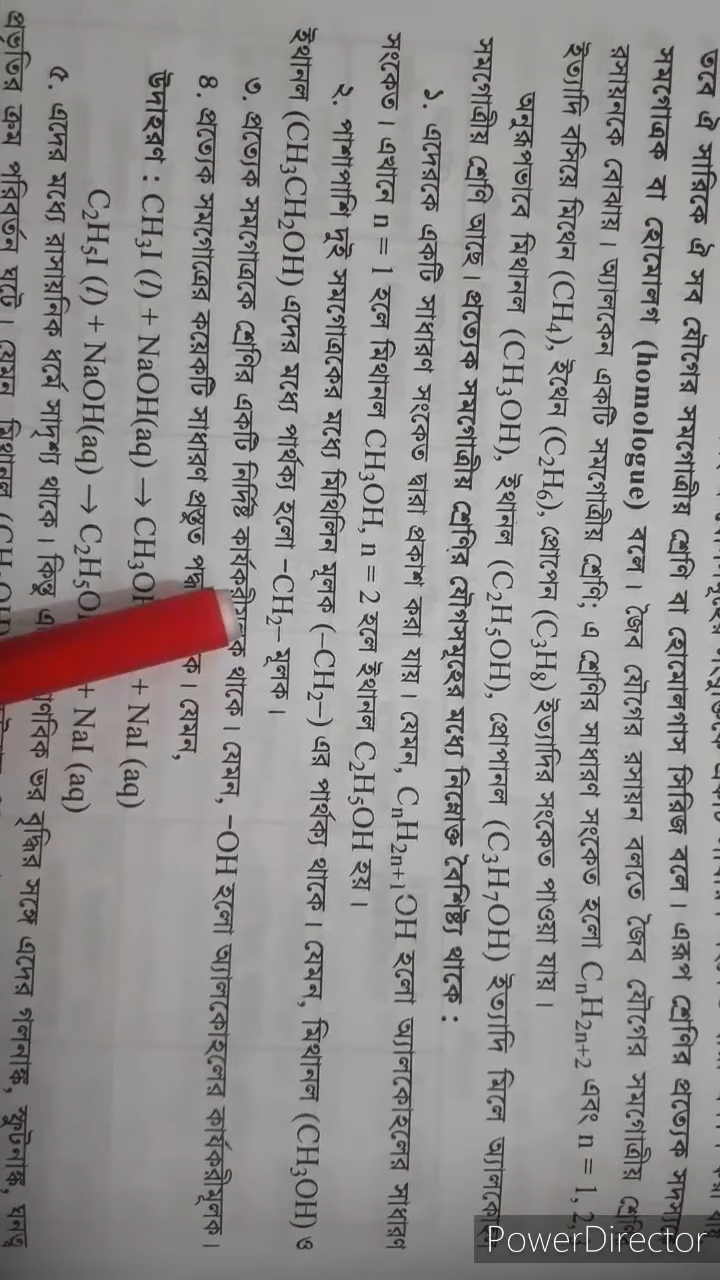 তবে ঐ সারিকে ঐ সব যৌগের সমগোত্রীয় শ্রেণি বা হোমোলগাস সিরিজ বলে। এরূপ শ্রেণির প্রত্যেক
সমগোত্রক বা হোমোলগ (homologue) বলে। জৈব যৌগের রসায়ন বলতে জৈব যৌগের সমগোত্রীয়
রসায়নকে বোঝায়। অ্যালকেন একটি সমগোত্রীয় শ্রেণি; এ শ্রেণির সাধারণ সংকেত হলো CₙH₂ₙ₊₂ এবং n = 1, 2,
ইত্যাদি বসিয়ে মিথেন (CH₄), ইথেন (C₂H₆), প্রোপেন (C₃H₈) ইত্যাদির সংকেত পাওয়া যায়।
অনুরূপভাবে মিথানল (CH₃OH), ইথানল (C₂H₅OH), প্রোপানল (C₃H₇OH) ইত্যাদি মিলে
সমগোত্রীয় শ্রেণি আছে। প্রত্যেক সমগোত্রীয় শ্রেণির যৌগসমূহের মধ্যে নিম্নোক্ত বৈশিষ্ট্য থাকে :
১. এদেরকে একটি সাধারণ সংকেত দ্বারা প্রকাশ করা যায়। যেমন, CₙH₂ₙ₊₁OH হলো অ্যালকোহলের সাধারণ
সংকেত। এখানে n = 1 হলে মিথানল CH₃OH, n = 2 হলে ইথানল C₂H₅OH হয়।
২. পাশাপাশি দুই সমগোত্রকের মধ্যে মিথিলিন মূলক (–CH₂–) এর পার্থক্য থাকে। যেমন, মিথানল (CH₃OH) ও
ইথানল (CH₃CH₂OH) এদের মধ্যে পার্থক্য হলো –CH₂– মূলক।
৩. প্রত্যেক সমগোত্রকে শ্রেণির একটি নির্দিষ্ট কার্যকরীমূলক থাকে। যেমন, –OH হলো অ্যালকোহলের কার্যকরীমূলক।
৪. প্রত্যেক সমগোত্রের কয়েকটি সাধারণ প্রস্তুত যেমন,
উদাহরণ : CH₃I (l) + NaOH(aq) → CH₃OH + NaI (aq)
C₂H₅I (l) + NaOH(aq) → C₂H₅O + NaI (aq)
৫. এদের মধ্যে রাসায়নিক ধর্মে সাদৃশ্য থাকে। কিন্তু ভর বৃদ্ধির সঙ্গে এদের গলনাঙ্ক, স্ফুটনাঙ্ক, ঘনত্ব
প্রভৃতির ক্রম পরিবর্তন ঘটে। যেমন মিথানল
PowerDirector